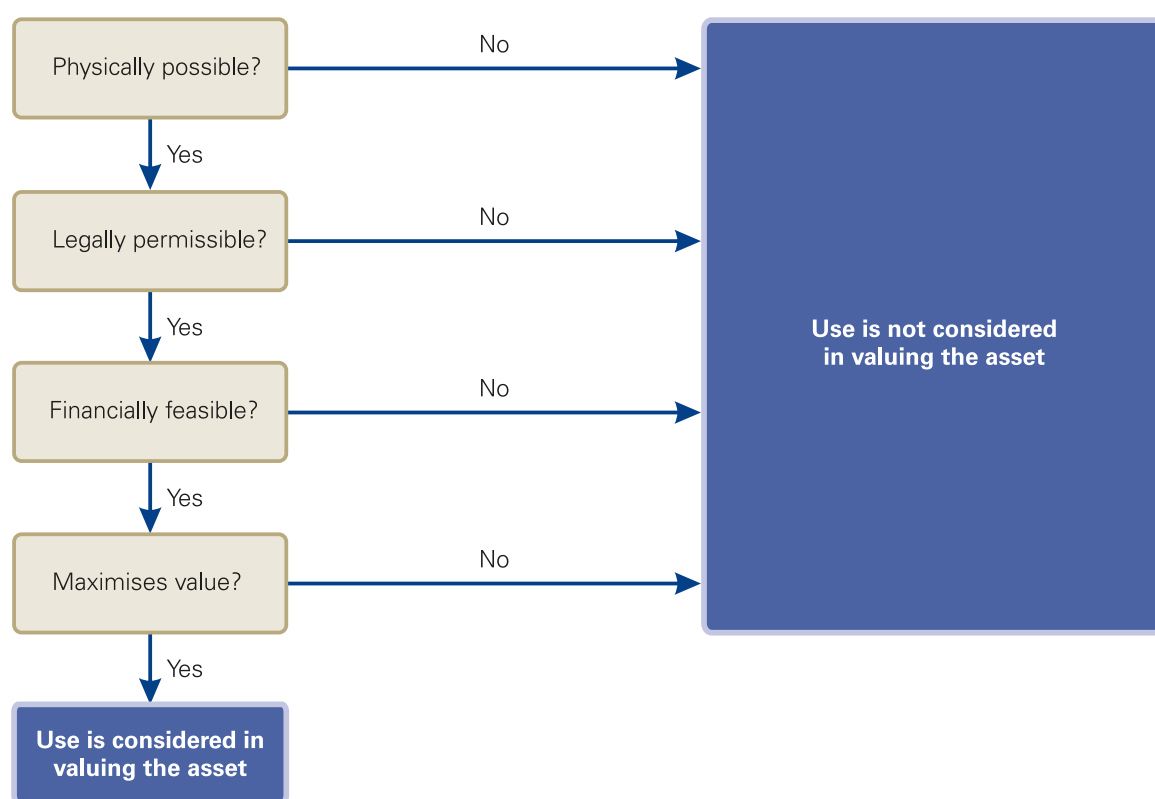 No
Physically possible?
Yes
No
Legally permissible?
Yes
Use is not considered
in valuing the asset
No
Financially feasible?
Yes
No
Maximises value?
Yes
Use is considered in
valuing the asset